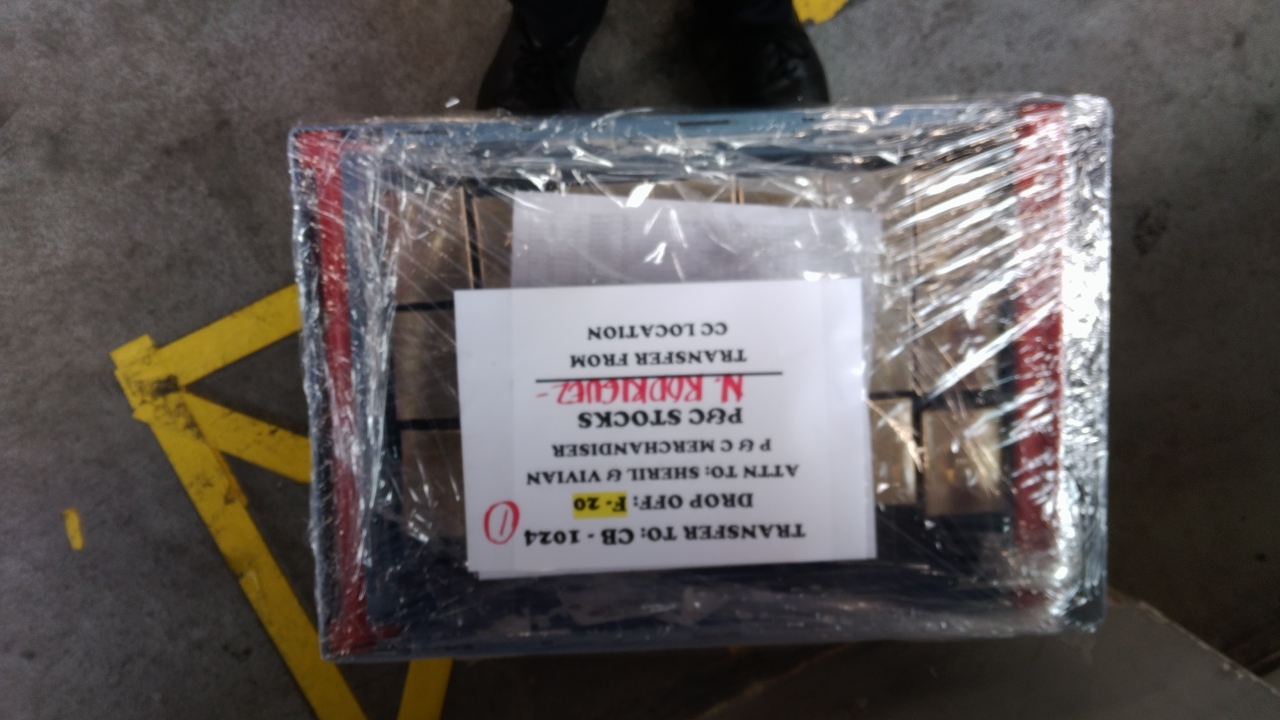 TRANSFER TO: CB - 1024
DROP OFF: F- 20
ATTN TO: SHERIL & VIVIAN
P & C MERCHANDISER
P&C STOCKS
N. RODRIGUEZ-
TRANSFER FROM
CC LOCATION